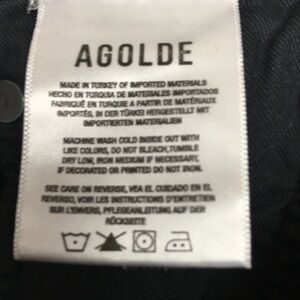 AGOLDE
MADE IN TURKEY OF IMPORTED MATERIALS
HECHO EN TURQUIA DE MATERIALES IMPORTADOS
FABRIQUÉ EN TURQUIE A PARTIR DE MATÉRIAUX
IMPORTÉS, IN DER TÜRKEI HERGESTELLT MIT
IMPORTIERTEN MATERIALIEN
MACHINE WASH COLD INSIDE OUT WITH
LIKE COLORS, DO NOT BLEACH,TUMBLE
DRY LOW, IRON MEDIUM IF NECESSARY,
IF DECORATED OR PRINTED DO NOT IRON.
SEE CARE ON REVERSE, VEA EL CUIDADO EN EL
REVERSO, VOIR LES INSTRUCTIONS D'ENTRETIEN
SUR L'ENVERS, PFLEGEANLEITUNG AUF DER
RÜCKSEITE